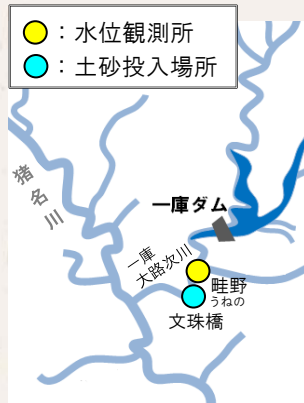 ：水位観測所
：土砂投入場所
猪名川
一庫ダム
一庫
大路次川
畦野
うねの
文珠橋